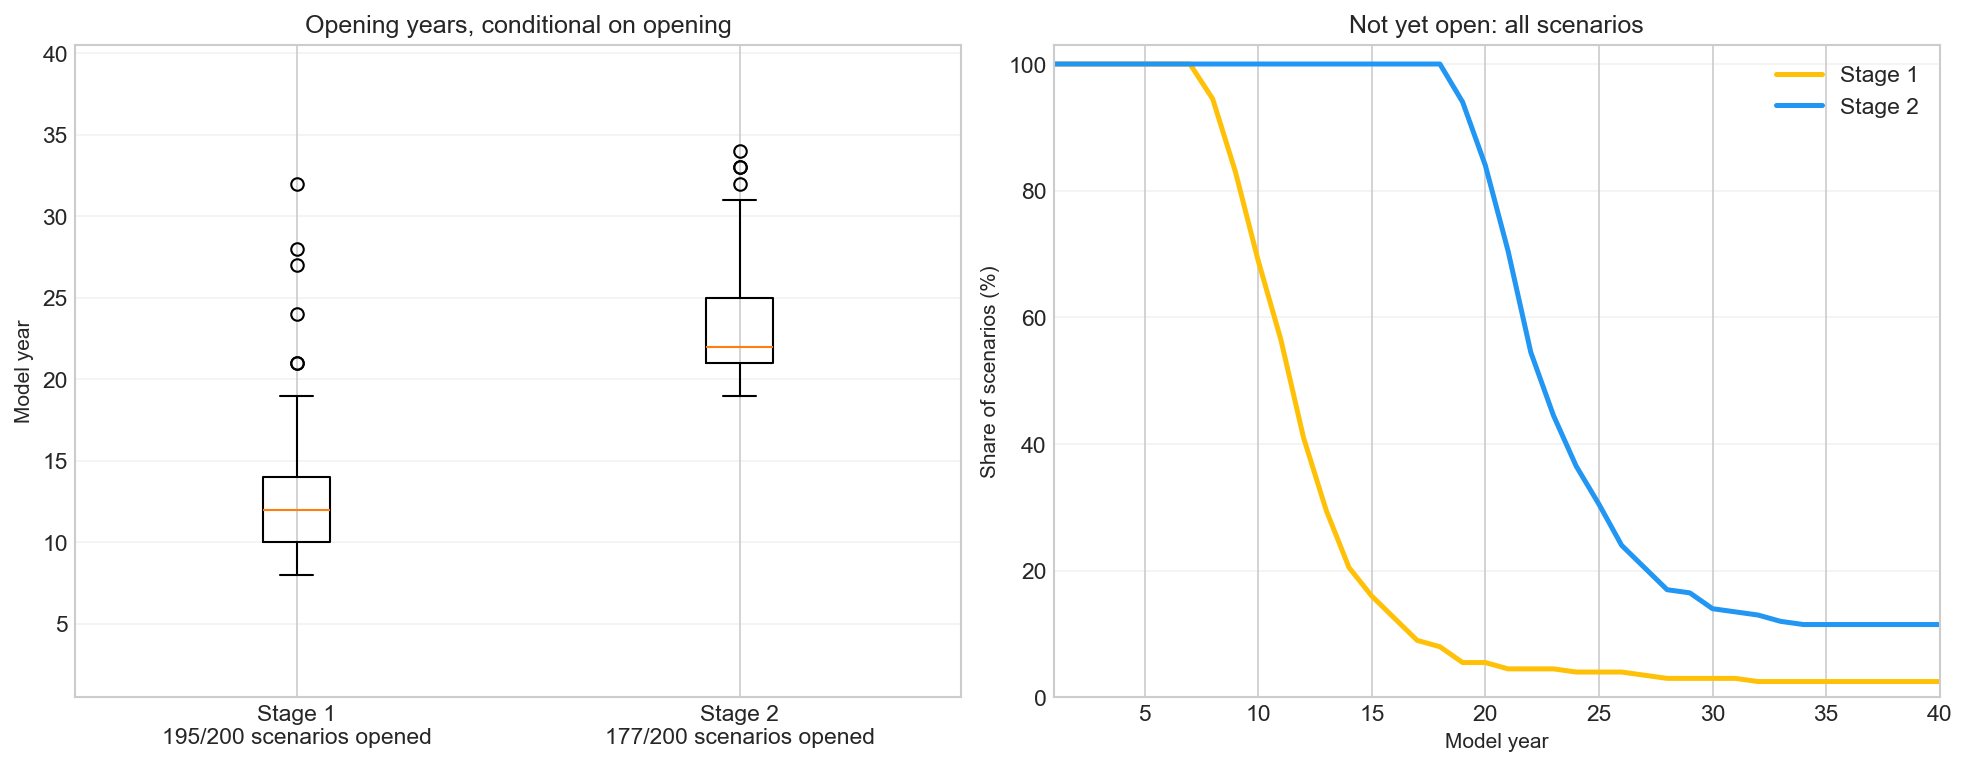 Opening years, conditional on opening
Model year
40
35
30
25
20
15
10
5
Stage 1
195/200 scenarios opened
Stage 2
177/200 scenarios opened
Not yet open: all scenarios
Share of scenarios (%)
100
80
60
40
20
0
Stage 1
Stage 2
5 10 15 20 25 30 35 40
Model year